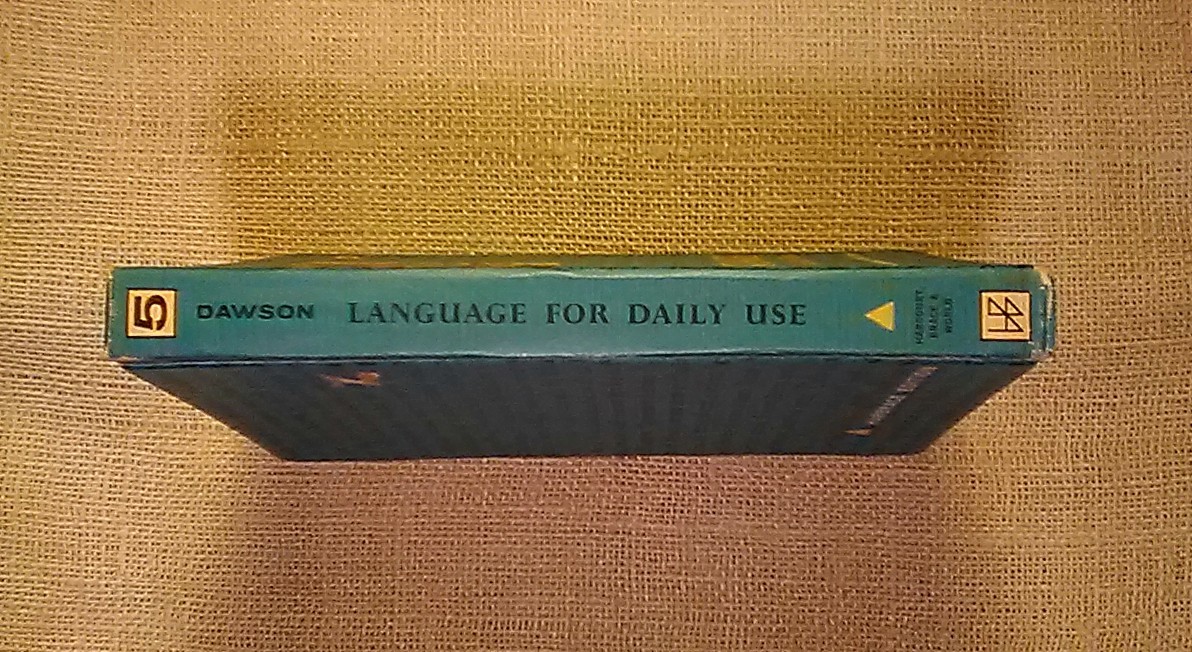 5
DAWSON
LANGUAGE FOR DAILY USE
HARCOURT,
BRACE &
WORLD